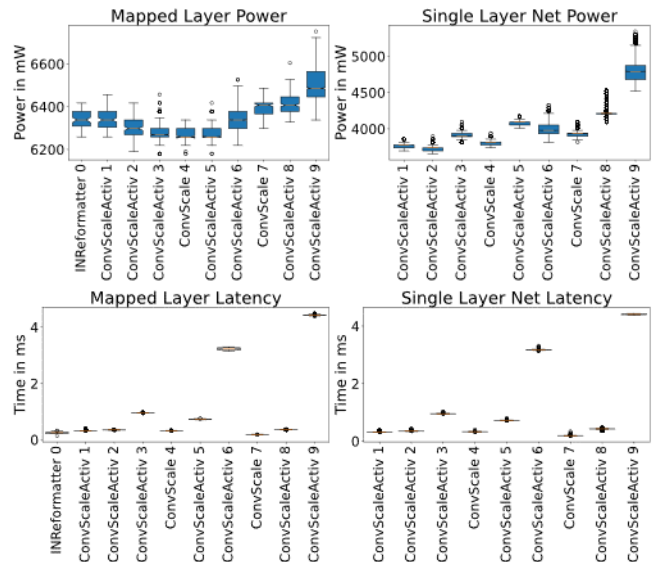 Mapped Layer Power
Power in mW
6600
6400
6200
INReformatter 0
ConvScaleActiv 1
ConvScaleActiv 2
ConvScaleActiv 3
ConvScale 4
ConvScaleActiv 5
ConvScaleActiv 6
ConvScale 7
ConvScaleActiv 8
ConvScaleActiv 9
Single Layer Net Power
Power in mW
5000
4000
ConvScaleActiv 1
ConvScaleActiv 2
ConvScaleActiv 3
ConvScale 4
ConvScaleActiv 5
ConvScaleActiv 6
ConvScale 7
ConvScaleActiv 8
ConvScaleActiv 9
Mapped Layer Latency
Time in ms
4
2
0
INReformatter 0
ConvScaleActiv 1
ConvScaleActiv 2
ConvScaleActiv 3
ConvScale 4
ConvScaleActiv 5
ConvScaleActiv 6
ConvScale 7
ConvScaleActiv 8
ConvScaleActiv 9
Single Layer Net Latency
Time in ms
4
2
0
ConvScaleActiv 1
ConvScaleActiv 2
ConvScaleActiv 3
ConvScale 4
ConvScaleActiv 5
ConvScaleActiv 6
ConvScale 7
ConvScaleActiv 8
ConvScaleActiv 9